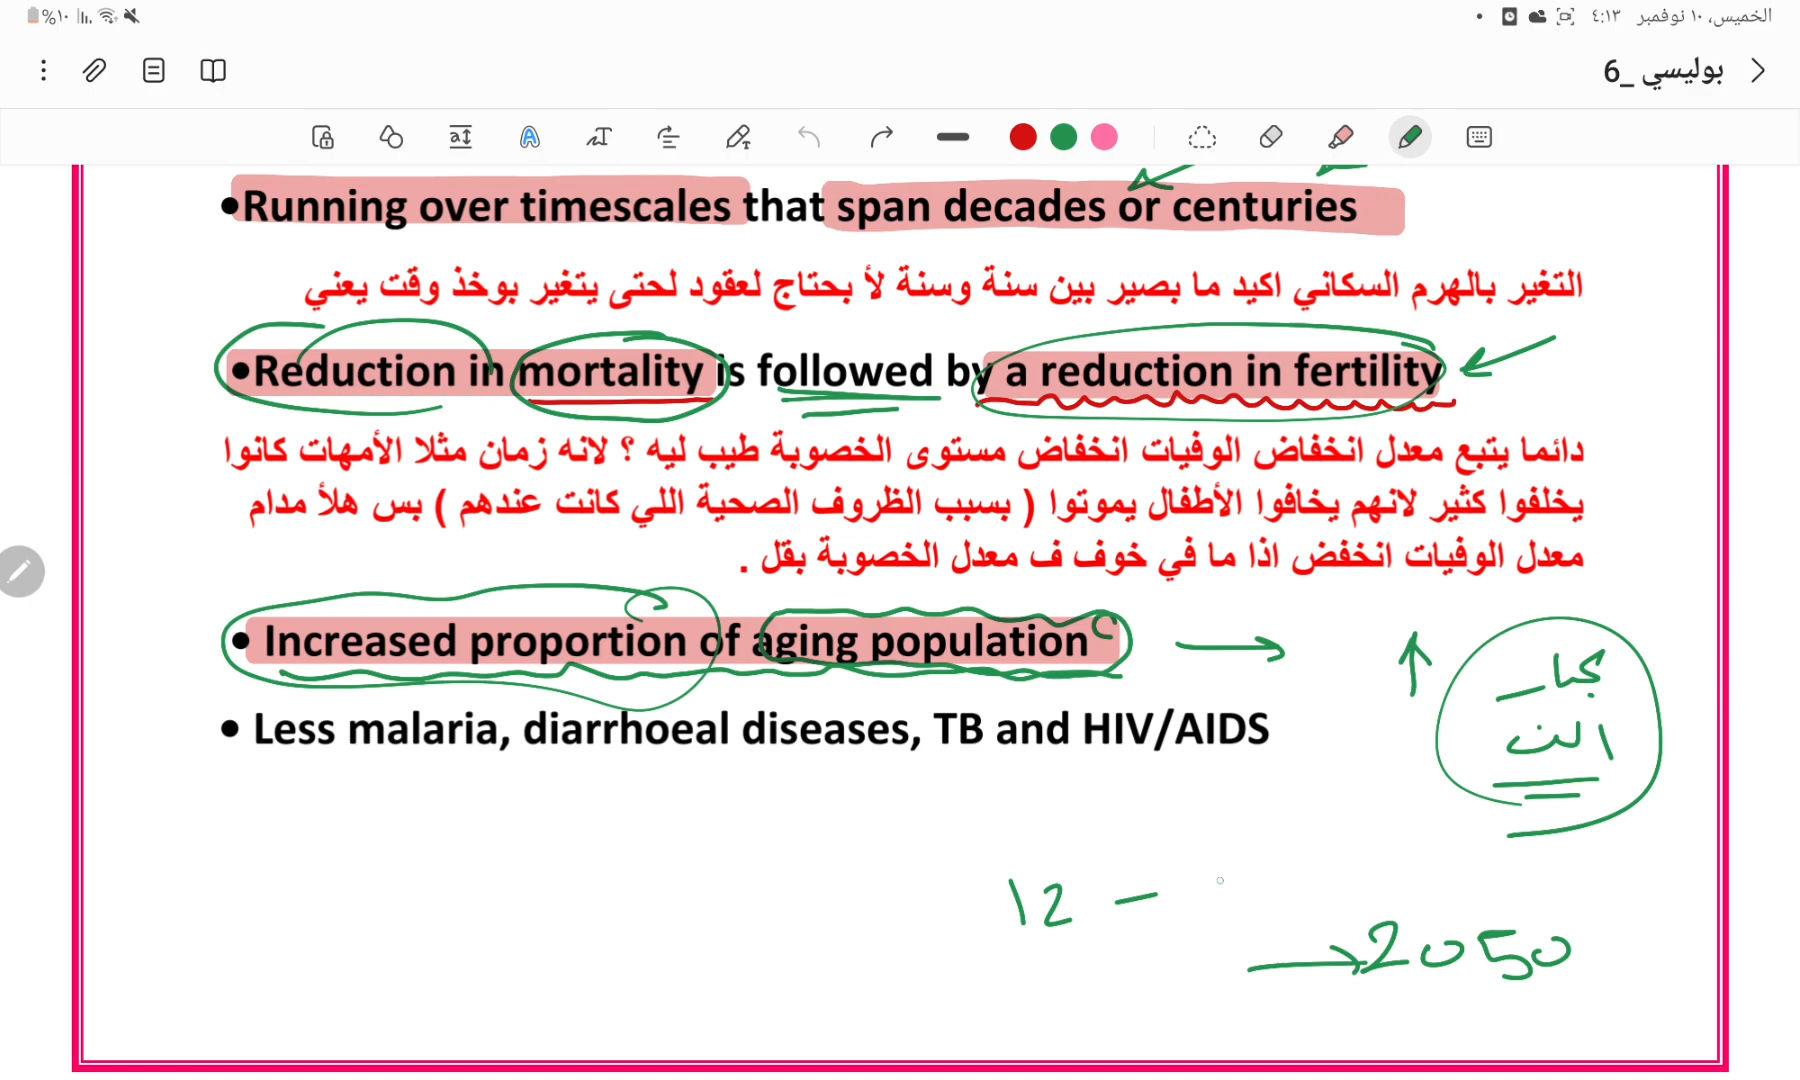 %١٠
الخميس، ١٠ نوفمبر ٤:١٣
بوليسي _6
•Running over timescales that span decades or centuries
التغير بالهرم السكاني اكيد ما بصير بين سنة وسنة لأ بحتاج لعقود لحتى يتغير بوخذ وقت يعني
•Reduction in mortality is followed by a reduction in fertility
دائما يتبع معدل انخفاض الوفيات انخفاض مستوى الخصوبة طيب ليه ؟ لانه زمان مثلا الأمهات كانوا
يخلفوا كثير لانهم يخافوا الأطفال يموتوا ( بسبب الظروف الصحية اللي كانت عندهم ) بس هلأ مدام
معدل الوفيات انخفض اذا ما في خوف ف معدل الخصوبة بقل .
• Increased proportion of aging population
• Less malaria, diarrhoeal diseases, TB and HIV/AIDS
12 –
2050